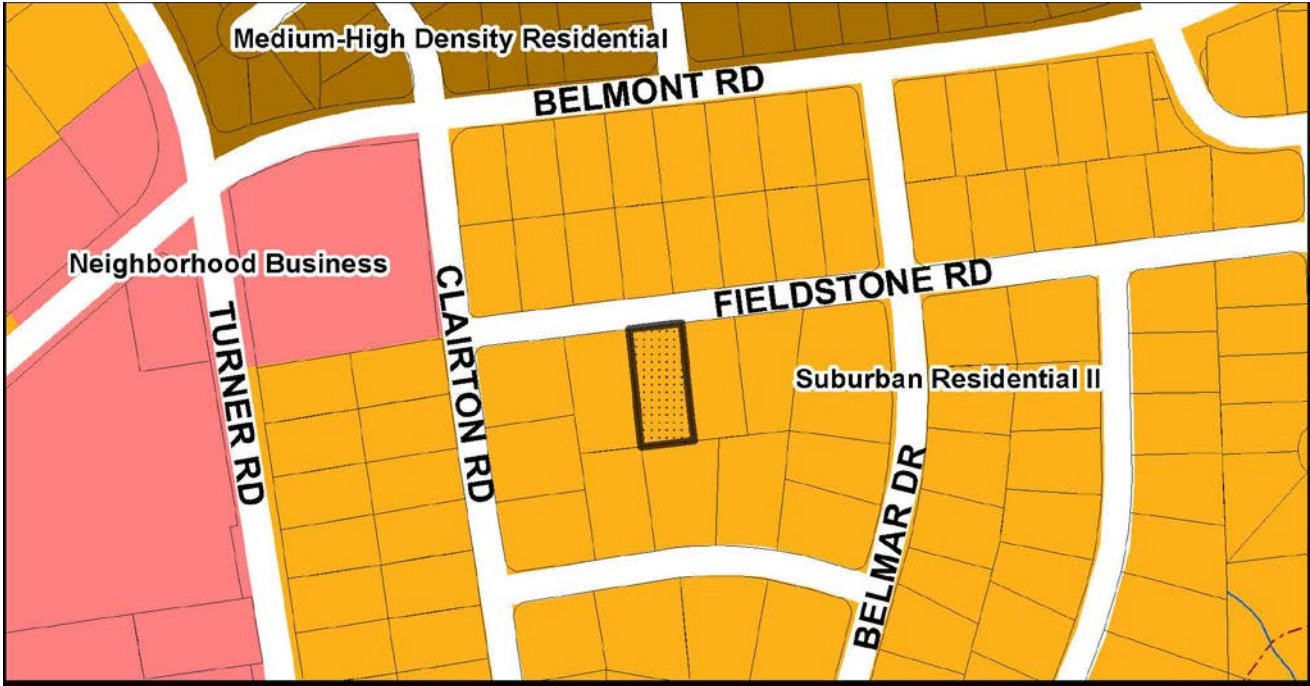 Medium-High Density Residential
BELMONT RD
Neighborhood Business
FIELDSTONE RD
CLAIRTON RD
TURNER RD
Suburban Residential II
BELMAR DR